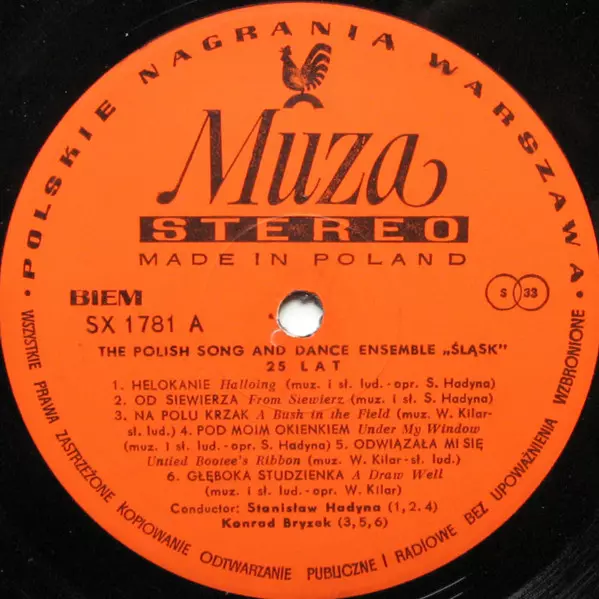 • POLSKIE NAGRANIA WARSZAWA •
Muza
STEREO
MADE IN POLAND
BIEM
SX 1781 A
S 33
THE POLISH SONG AND DANCE ENSEMBLE „ŚLĄSK"
25 LAT
1. HELOKANIE Halloing (muz. i sł. lud. - opr. S. Hadyna)
2. OD SIEWIERZA From Siewierz (muz. i sł. lud. - opr. S. Hadyna)
3. NA POLU KRZAK A Bush in the Field (muz. W. Kilar-
sł. lud.) 4. POD MOIM OKIENKIEM Under My Window
(muz. i sł. lud. - opr. S. Hadyna) 5. ODWIĄZAŁA MI SIĘ
Untied Bootee's Ribbon (muz. W. Kilar-sł. lud.)
6. GŁĘBOKA STUDZIENKA A Draw Well
(muz. i sł. lud. - opr. W. Kilar)
Conductor: Stanisław Hadyna (1, 2, 4)
Konrad Bryzek (3, 5, 6)
• WSZYSTKIE PRAWA ZASTRZEŻONE KOPIOWANIE ODTWARZANIE PUBLICZNE I RADIOWE BEZ UPOWAŻNIENIA WZBRONIONE